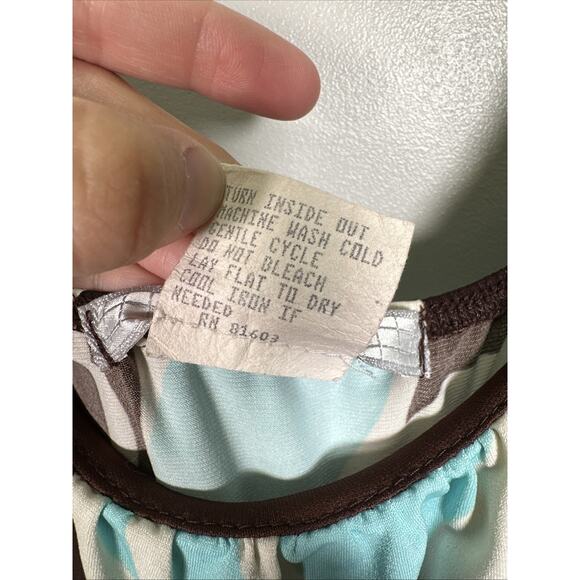 TURN INSIDE OUT
MACHINE WASH COLD
GENTLE CYCLE
DO NOT BLEACH
LAY FLAT TO DRY
COOL IRON IF
NEEDED
RN 81603